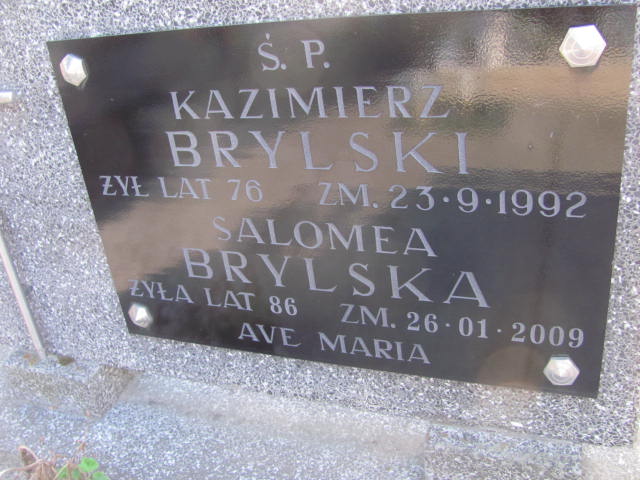 Ś. P.
KAZIMIERZ
BRYLSKI
ŻYŁ LAT 76 ZM. 23·9·1992
SALOMEA
BRYLSKA
ŻYŁA LAT 86 ZM. 26·01·2009
AVE MARIA